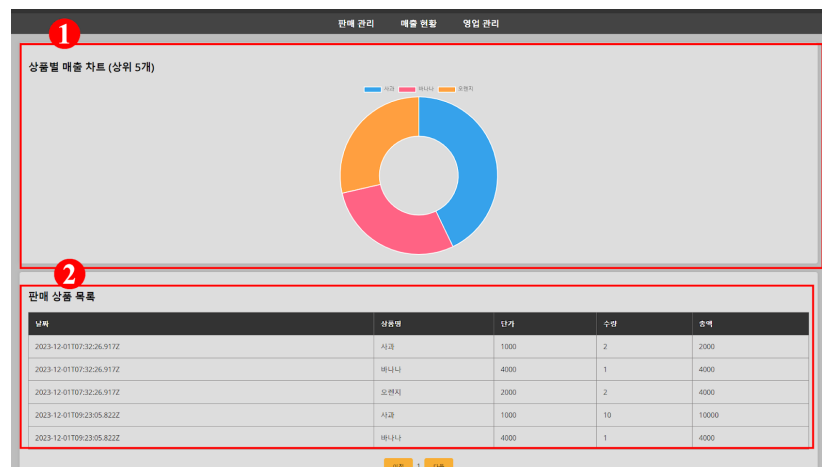 판매 관리 매출 현황 영업 관리
1
상품별 매출 차트 (상위 5개)
사과 바나나 오렌지
2
판매 상품 목록
날짜 상품명 단가 수량 총액
2023-12-01T07:32:26.917Z 사과 1000 2 2000
2023-12-01T07:32:26.917Z 바나나 4000 1 4000
2023-12-01T07:32:26.917Z 오렌지 2000 2 4000
2023-12-01T09:23:05.822Z 사과 1000 10 10000
2023-12-01T09:23:05.822Z 바나나 4000 1 4000
1